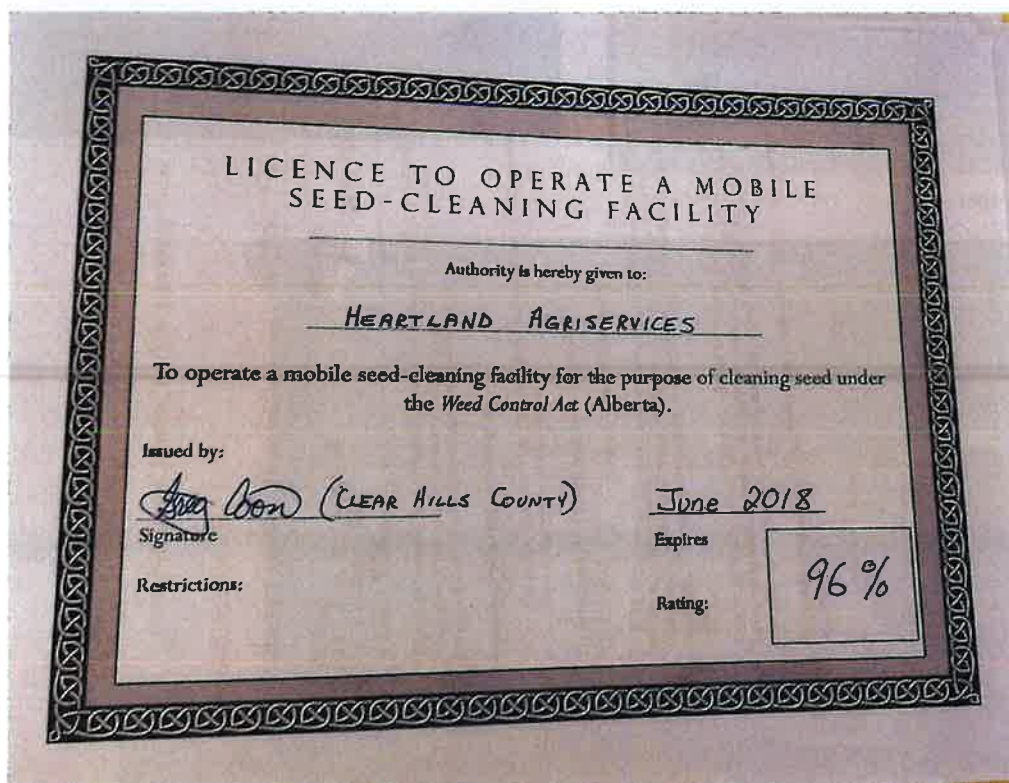 LICENCE TO OPERATE A MOBILE
SEED-CLEANING FACILITY
Authority is hereby given to:
HEARTLAND AGRISERVICES
To operate a mobile seed-cleaning facility for the purpose of cleaning seed under
the Weed Control Act (Alberta).
Issued by:
Greg (CLEAR HILLS COUNTY)
Signature
June 2018
Expires
Restrictions:
Rating:
96%